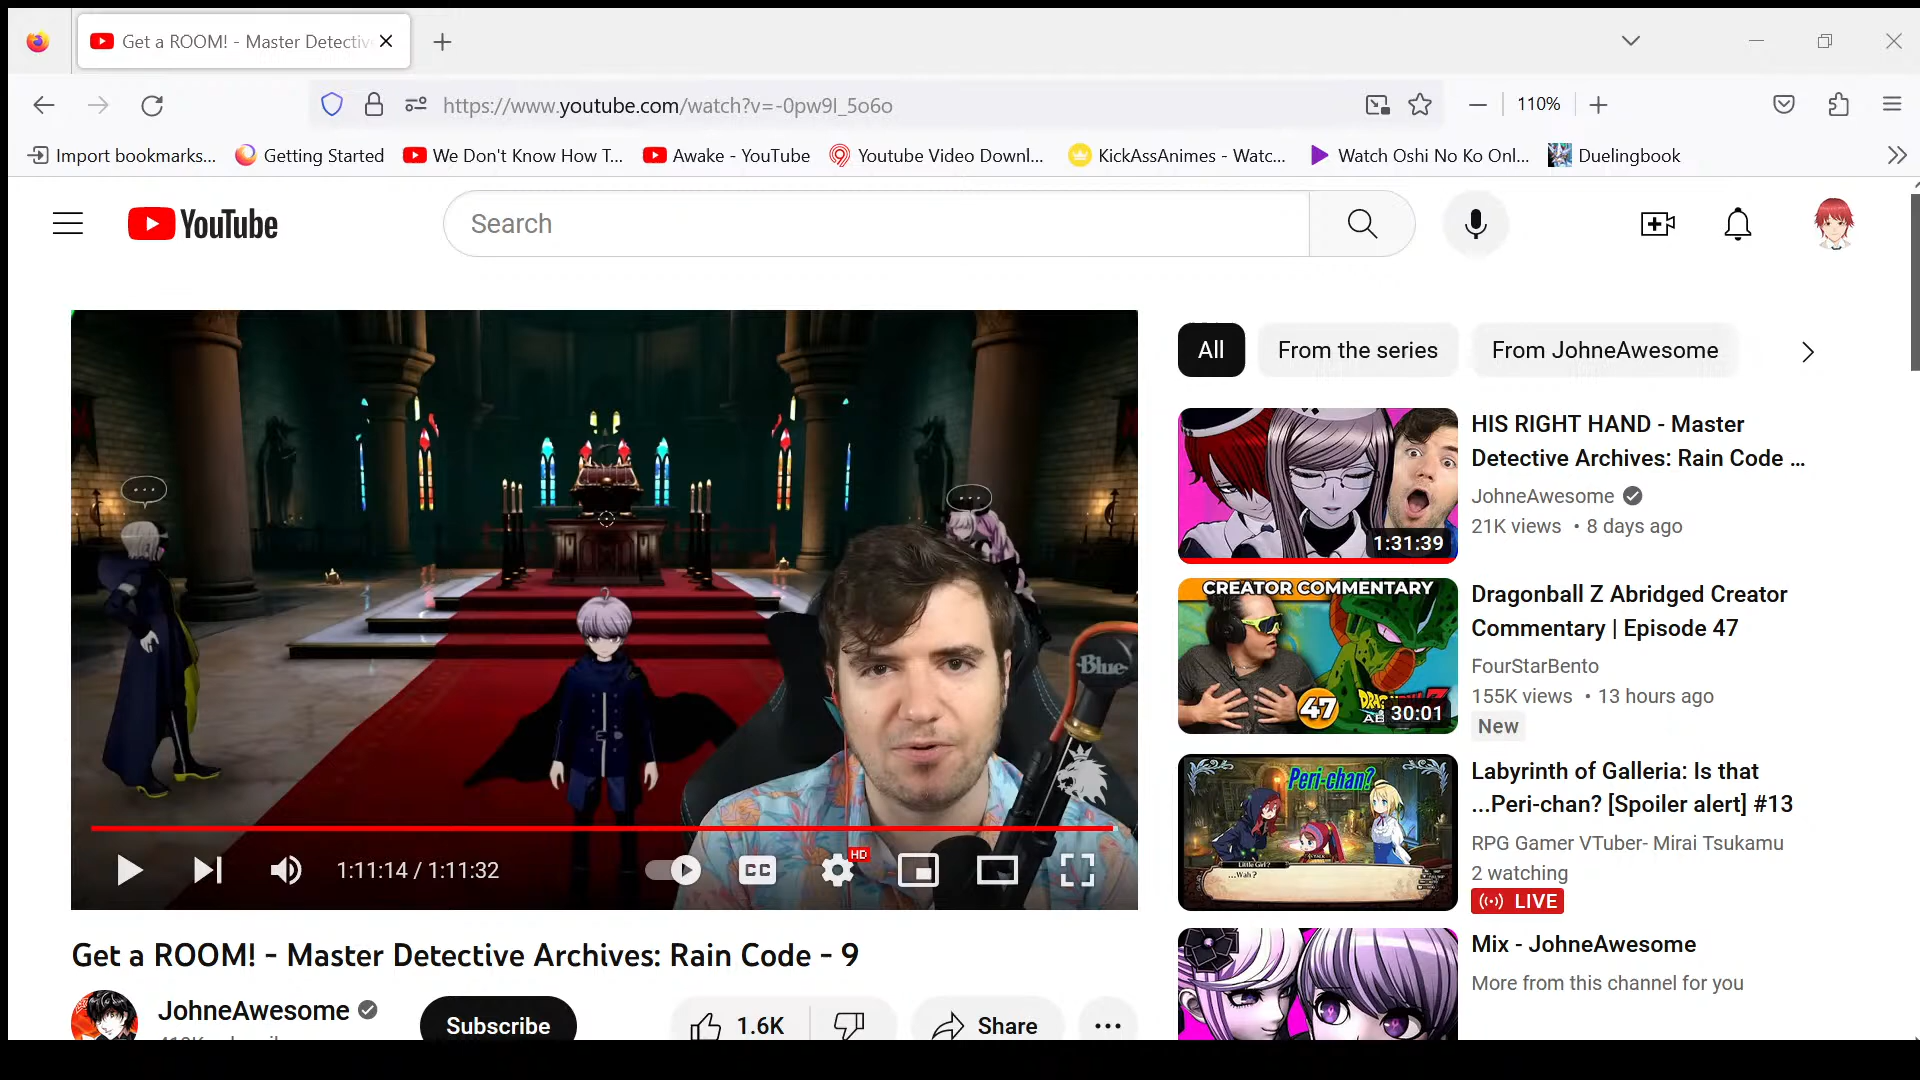 Get a ROOM! - Master Detectiv
https://www.youtube.com/watch?v=-0pw9l_5o6o
110%
Import bookmarks...
Getting Started
We Don't Know How T...
Awake - YouTube
Youtube Video Downl...
KickAssAnimes - Watc...
Watch Oshi No Ko Onl...
Duelingbook
YouTube
Search
All
From the series
From JohneAwesome
Blue
1:11:14 / 1:11:32
CC
HD
1:31:39
HIS RIGHT HAND - Master
Detective Archives: Rain Code ...
JohneAwesome
21K views • 8 days ago
CREATOR COMMENTARY
47
30:01
Dragonball Z Abridged Creator
Commentary | Episode 47
FourStarBento
155K views • 13 hours ago
New
Peri-chan?
Little Girl ?
...Wah ?
Labyrinth of Galleria: Is that
...Peri-chan? [Spoiler alert] #13
RPG Gamer VTuber- Mirai Tsukamu
2 watching
LIVE
Mix - JohneAwesome
More from this channel for you
Get a ROOM! - Master Detective Archives: Rain Code - 9
JohneAwesome
Subscribe
1.6K
Share